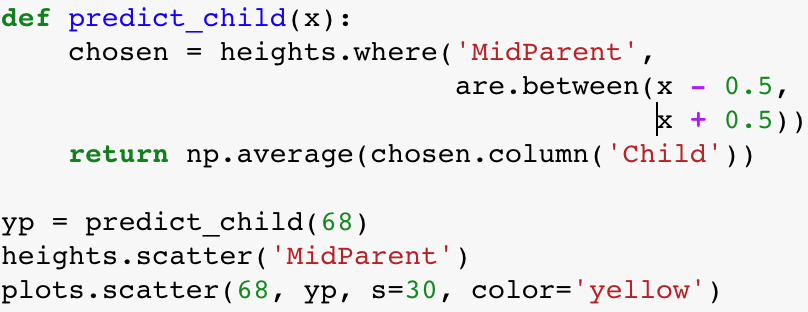 def predict_child(x):
    chosen = heights.where('MidParent',
                           are.between(x - 0.5,
                                       x + 0.5))
    return np.average(chosen.column('Child'))

yp = predict_child(68)
heights.scatter('MidParent')
plots.scatter(68, yp, s=30, color='yellow')